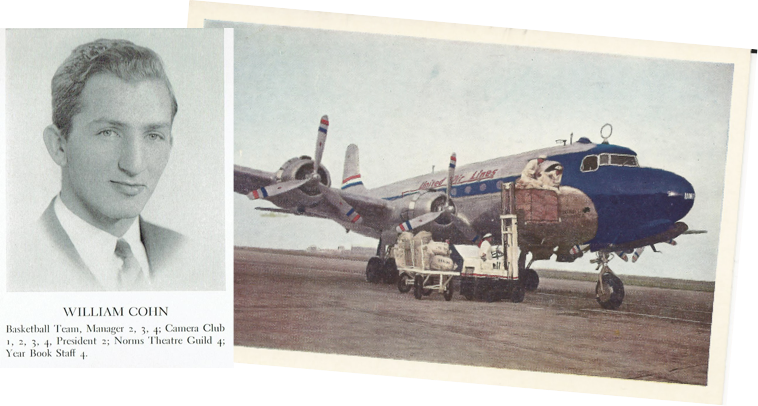 WILLIAM COHN
Basketball Team, Manager 2, 3, 4; Camera Club
1, 2, 3, 4, President 2; Norms Theatre Guild 4;
Year Book Staff 4.
United Air Lines